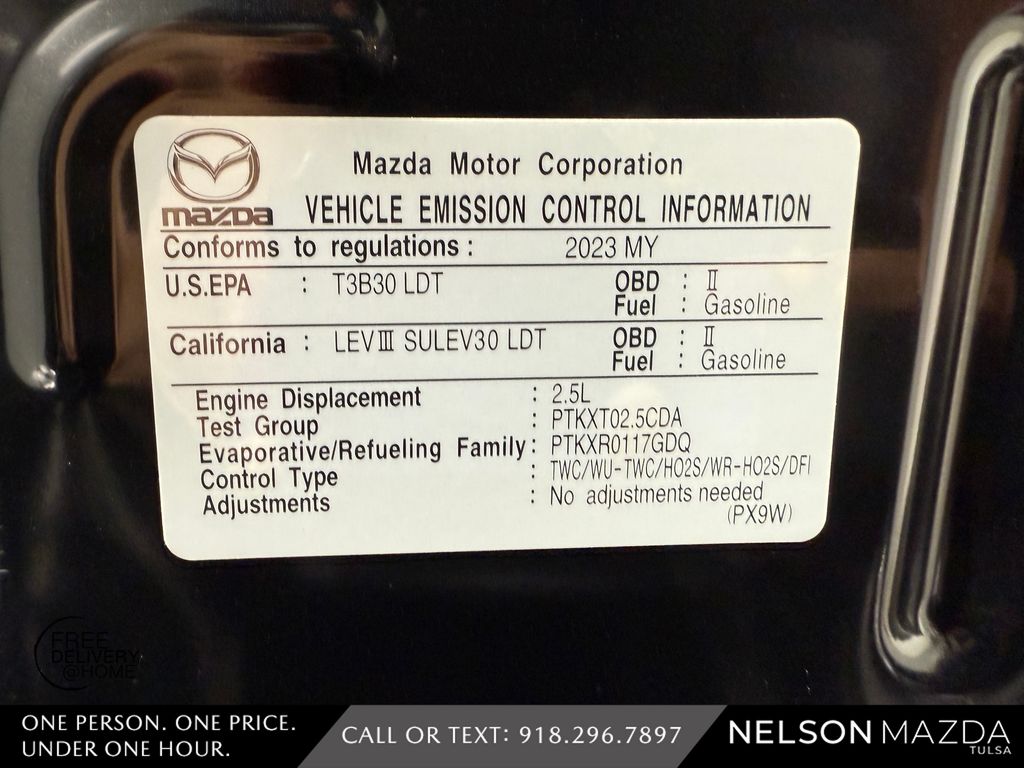 Mazda Motor Corporation
mazda VEHICLE EMISSION CONTROL INFORMATION
Conforms to regulations : 2023 MY
U.S.EPA : T3B30 LDT OBD : II
Fuel : Gasoline
California : LEVIII SULEV30 LDT OBD : II
Fuel : Gasoline
Engine Displacement : 2.5L
Test Group : PTKXT02.5CDA
Evaporative/Refueling Family : PTKXR0117GDQ
Control Type : TWC/WU-TWC/HO2S/WR-HO2S/DFI
Adjustments : No adjustments needed
(PX9W)
FREE
DELIVERY
@HOME
ONE PERSON. ONE PRICE.
UNDER ONE HOUR.
CALL OR TEXT: 918.296.7897
NELSON MAZDA
TULSA